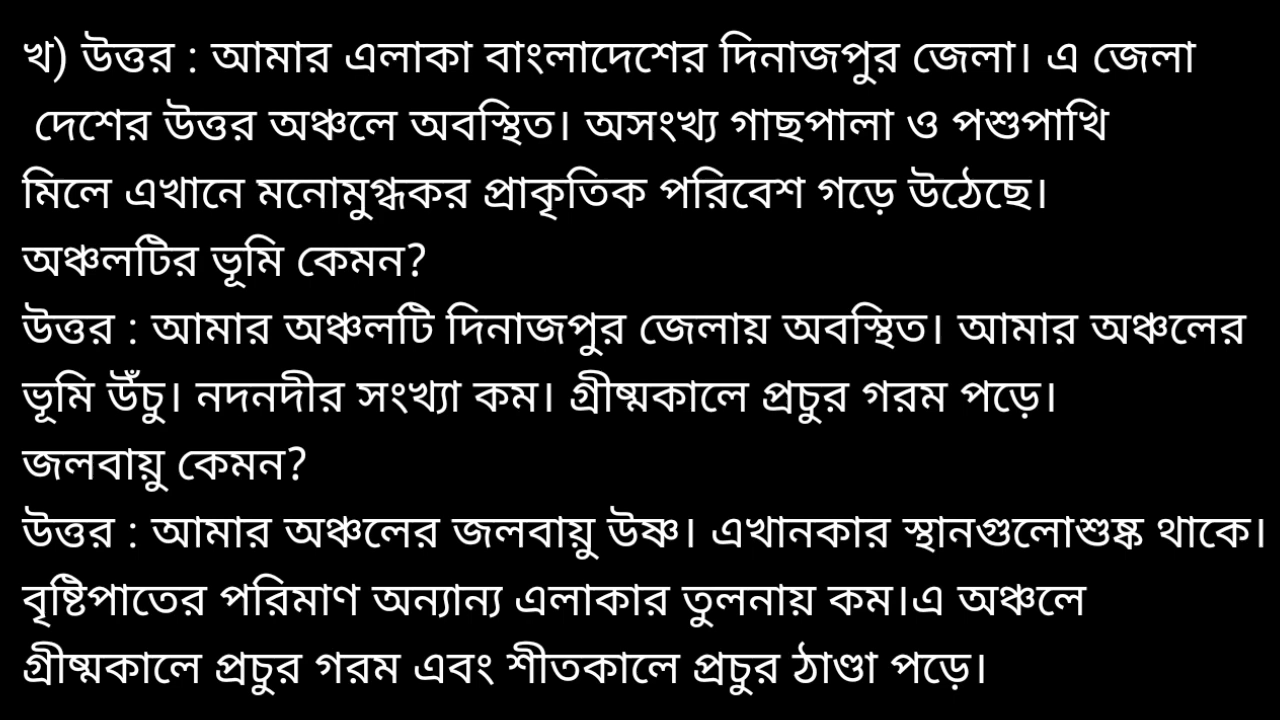 খ) উত্তর : আমার এলাকা বাংলাদেশের দিনাজপুর জেলা। এ জেলা
দেশের উত্তর অঞ্চলে অবস্থিত। অসংখ্য গাছপালা ও পশুপাখি
মিলে এখানে মনোমুগ্ধকর প্রাকৃতিক পরিবেশ গড়ে উঠেছে।
অঞ্চলটির ভূমি কেমন?
উত্তর : আমার অঞ্চলটি দিনাজপুর জেলায় অবস্থিত। আমার অঞ্চলের
ভূমি উঁচু। নদনদীর সংখ্যা কম। গ্রীষ্মকালে প্রচুর গরম পড়ে।
জলবায়ু কেমন?
উত্তর : আমার অঞ্চলের জলবায়ু উষ্ণ। এখানকার স্থানগুলোশুষ্ক থাকে।
বৃষ্টিপাতের পরিমাণ অন্যান্য এলাকার তুলনায় কম।এ অঞ্চলে
গ্রীষ্মকালে প্রচুর গরম এবং শীতকালে প্রচুর ঠাণ্ডা পড়ে।